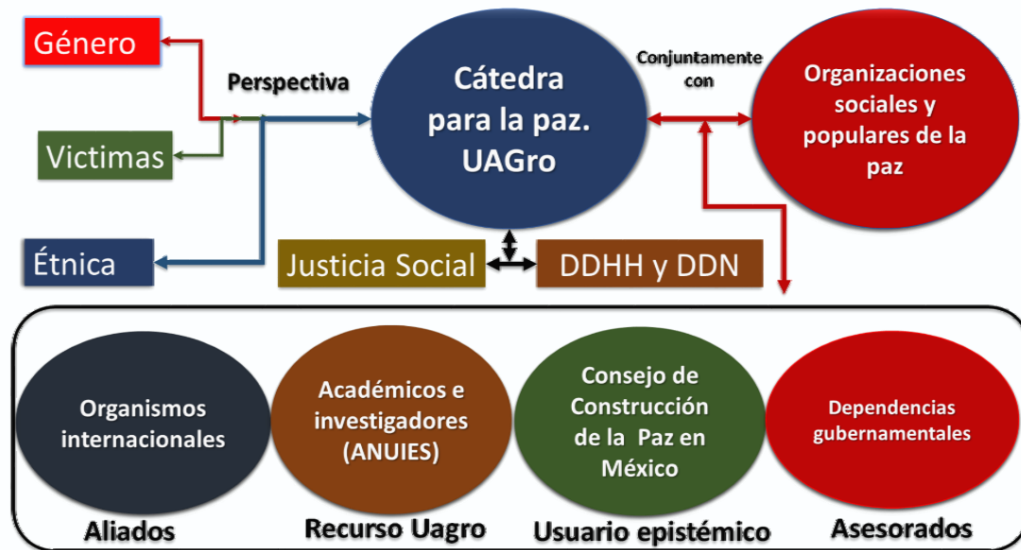 Género
Perspectiva
Victimas
Étnica
Cátedra
para la paz.
UAGro
Conjuntamente
con
Organizaciones
sociales y
populares de la
paz
Justicia Social
DDHH y DDN
Organismos
internacionales
Académicos e
investigadores
(ANUIES)
Consejo de
Construcción
de la Paz en
México
Dependencias
gubernamentales
Aliados
Recurso Uagro
Usuario epistémico
Asesorados